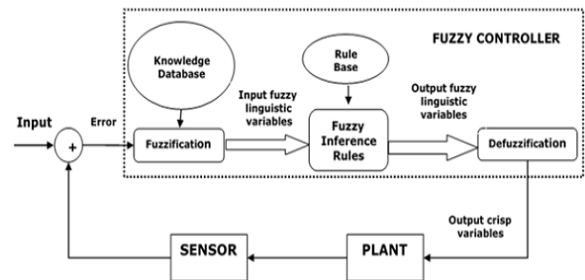 FUZZY CONTROLLER
Knowledge
Database
Rule
Base
Input fuzzy
linguistic
variables
Output fuzzy
linguistic
variables
Input
Error
+
Fuzzification
Fuzzy
Inference
Rules
Defuzzification
Output crisp
variables
SENSOR
PLANT